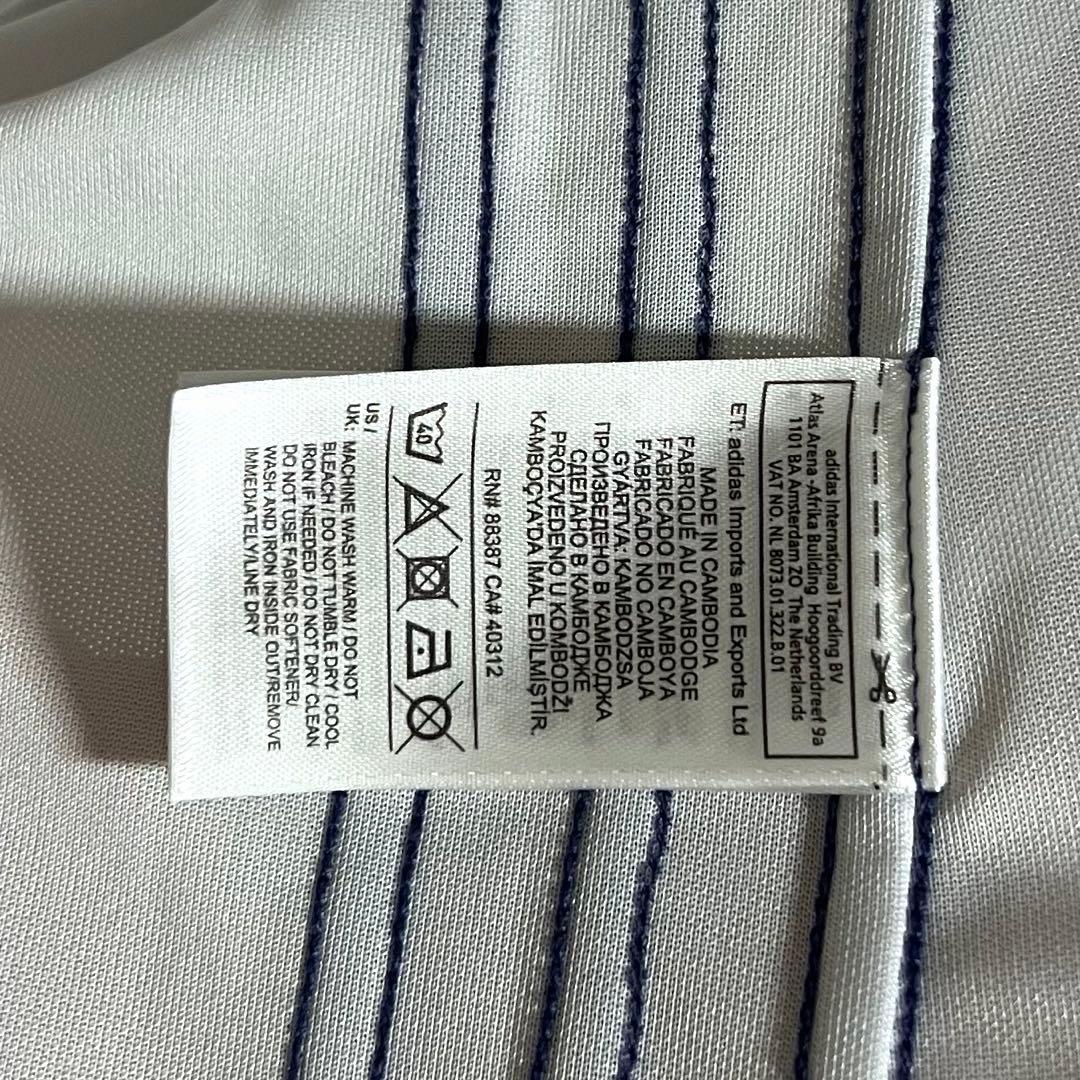 adidas International Trading BV
Atlas Arena -Afrika Building Hoogoorddreef 9a
1101 BA Amsterdam ZO The Netherlands
VAT NO. NL 8073.01.322.B.01
ET: adidas Imports and Exports Ltd
MADE IN CAMBODIA
FABRIQUÉ AU CAMBODGE
FABRICADO EN CAMBOYA
FABRICADO NO CAMBOJA
GYÁRTVA: KAMBODZSA
ПРОИЗВЕДЕНО В КАМБОДЖА
СДЕЛАНО В КАМБОДЖЕ
PROIZVEDENO U KOMBODŽI
KAMBOÇYA'DA İMAL EDİLMİŞTİR.
RN# 88387 CA# 40312
40
US /
UK: MACHINE WASH WARM / DO NOT
BLEACH / DO NOT TUMBLE DRY / COOL
IRON IF NEEDED / DO NOT DRY CLEAN
DO NOT USE FABRIC SOFTENER/
WASH AND IRON INSIDE OUT/REMOVE
IMMEDIATELY/LINE DRY